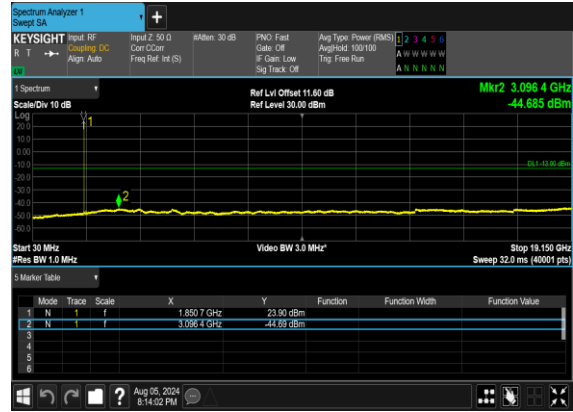 Spectrum Analyzer 1
Swept SA
+
KEYSIGHT Input: RF Input Z: 50 Ω #Atten: 30 dB PNO: Fast Avg Type: Power (RMS) 1 2 3 4 5 6
R T Coupling: DC Corr CCorr Gate: Off Avg|Hold: 100/100 A W W W W W
Align: Auto Freq Ref: Int (S) IF Gain: Low Trig: Free Run
LXI Sig Track: Off A N N N N N
1 Spectrum
Ref Lvl Offset 11.60 dB Mkr2 3.096 4 GHz
Scale/Div 10 dB Ref Level 30.00 dBm -44.685 dBm
Log
1
20.0
10.0
0.00
-10.0
DL1 -13.00 dBm
-20.0
-30.0
2
-40.0
-50.0
-60.0
Start 30 MHz Video BW 3.0 MHz* Stop 19.150 GHz
#Res BW 1.0 MHz Sweep 32.0 ms (40001 pts)
5 Marker Table
Mode Trace Scale X Y Function Function Width Function Value
1 N 1 f 1.850 7 GHz 23.90 dBm
2 N 1 f 3.096 4 GHz -44.69 dBm
3
4
5
6
? Aug 05, 2024
8:14:02 PM